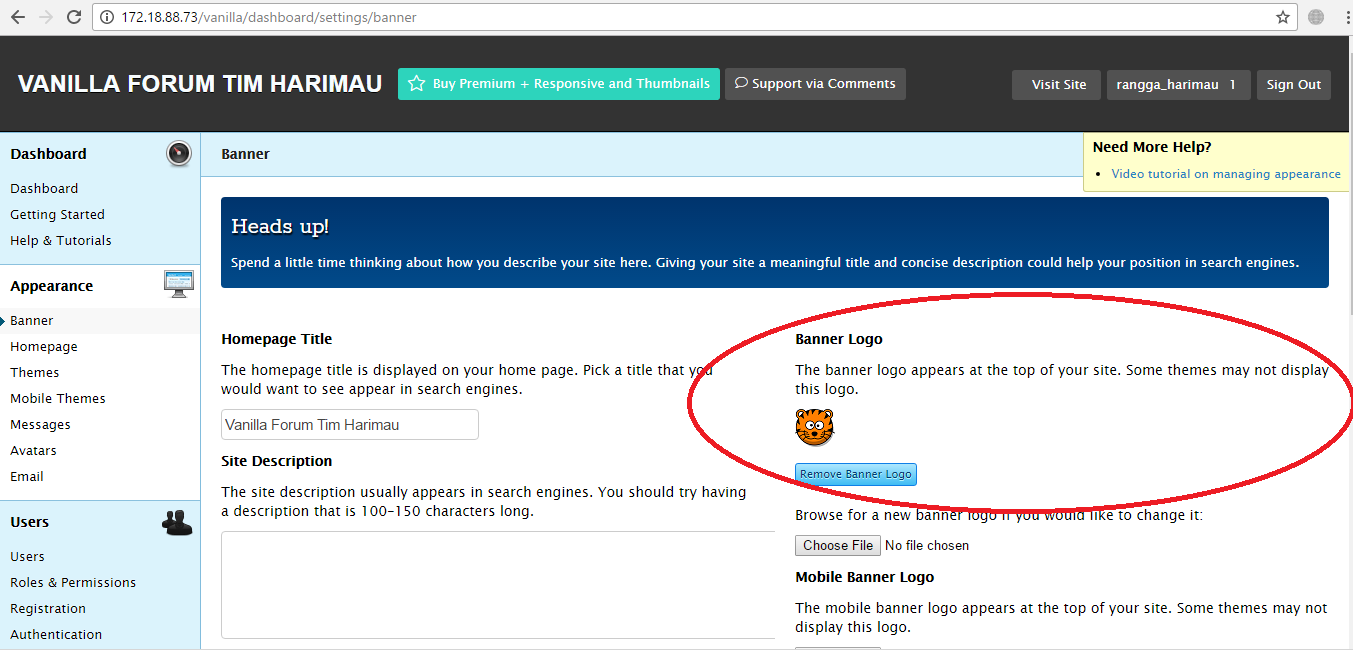 172.18.88.73/vanilla/dashboard/settings/banner
VANILLA FORUM TIM HARIMAU
Buy Premium + Responsive and Thumbnails
Support via Comments
Visit Site
rangga_harimau 1
Sign Out
Dashboard
Dashboard
Getting Started
Help & Tutorials
Appearance
Banner
Homepage
Themes
Mobile Themes
Messages
Avatars
Email
Users
Users
Roles & Permissions
Registration
Authentication
Banner
Need More Help?
Video tutorial on managing appearance
Heads up!
Spend a little time thinking about how you describe your site here. Giving your site a meaningful title and concise description could help your position in search engines.
Homepage Title
The homepage title is displayed on your home page. Pick a title that you
would want to see appear in search engines.
Vanilla Forum Tim Harimau
Site Description
The site description usually appears in search engines. You should try having
a description that is 100-150 characters long.
Banner Logo
The banner logo appears at the top of your site. Some themes may not display
this logo.
Remove Banner Logo
Browse for a new banner logo if you would like to change it:
Choose File No file chosen
Mobile Banner Logo
The mobile banner logo appears at the top of your site. Some themes may not
display this logo.